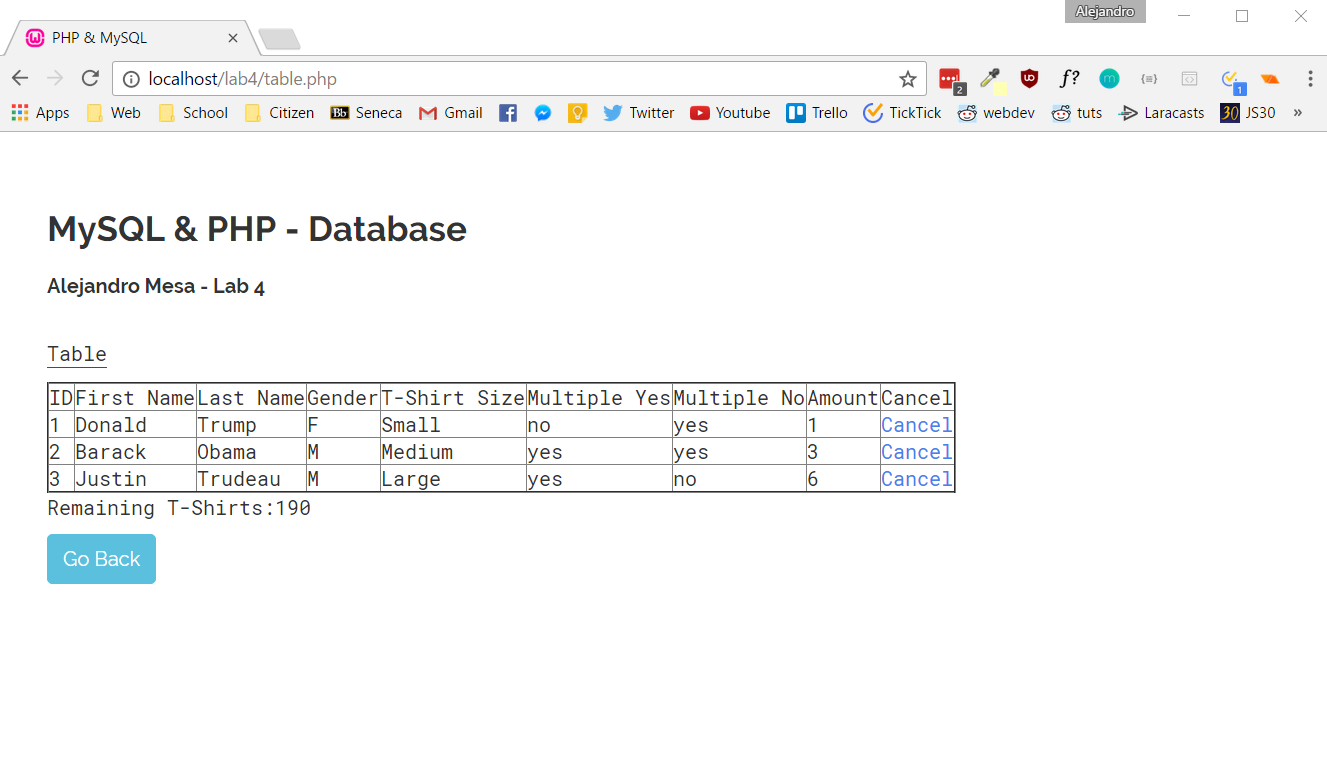 Alejandro
PHP & MySQL
localhost/lab4/table.php
2 f? m {≡} 1
Apps Web School Citizen Bb Seneca Gmail Twitter Youtube Trello TickTick webdev tuts Laracasts 30 JS30 »
MySQL & PHP - Database
Alejandro Mesa - Lab 4
Table
ID First Name Last Name Gender T-Shirt Size Multiple Yes Multiple No Amount Cancel
1 Donald Trump F Small no yes 1 Cancel
2 Barack Obama M Medium yes yes 3 Cancel
3 Justin Trudeau M Large yes no 6 Cancel
Remaining T-Shirts:190
Go Back